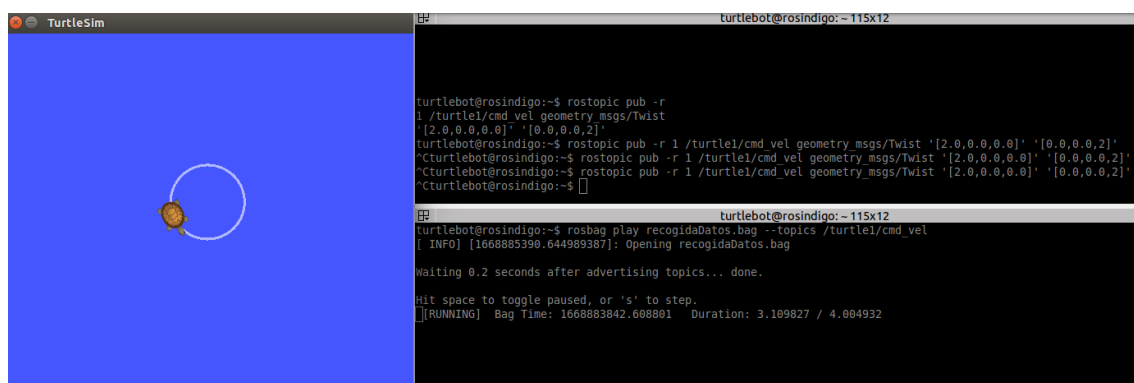 TurtleSim
turtlebot@rosindigo: ~ 115x12
turtlebot@rosindigo:~$ rostopic pub -r
1 /turtle1/cmd_vel geometry_msgs/Twist
'[2.0,0.0,0.0]' '[0.0,0.0,2]'
turtlebot@rosindigo:~$ rostopic pub -r 1 /turtle1/cmd_vel geometry_msgs/Twist '[2.0,0.0,0.0]' '[0.0,0.0,2]'
^Cturtlebot@rosindigo:~$ rostopic pub -r 1 /turtle1/cmd_vel geometry_msgs/Twist '[2.0,0.0,0.0]' '[0.0,0.0,2]'
^Cturtlebot@rosindigo:~$ rostopic pub -r 1 /turtle1/cmd_vel geometry_msgs/Twist '[2.0,0.0,0.0]' '[0.0,0.0,2]'
^Cturtlebot@rosindigo:~$
turtlebot@rosindigo: ~ 115x12
turtlebot@rosindigo:~$ rosbag play recogidaDatos.bag --topics /turtle1/cmd_vel
[ INFO] [1668885390.644989387]: Opening recogidaDatos.bag
Waiting 0.2 seconds after advertising topics... done.
Hit space to toggle paused, or 's' to step.
[RUNNING]  Bag Time: 1668883842.608801   Duration: 3.109827 / 4.004932